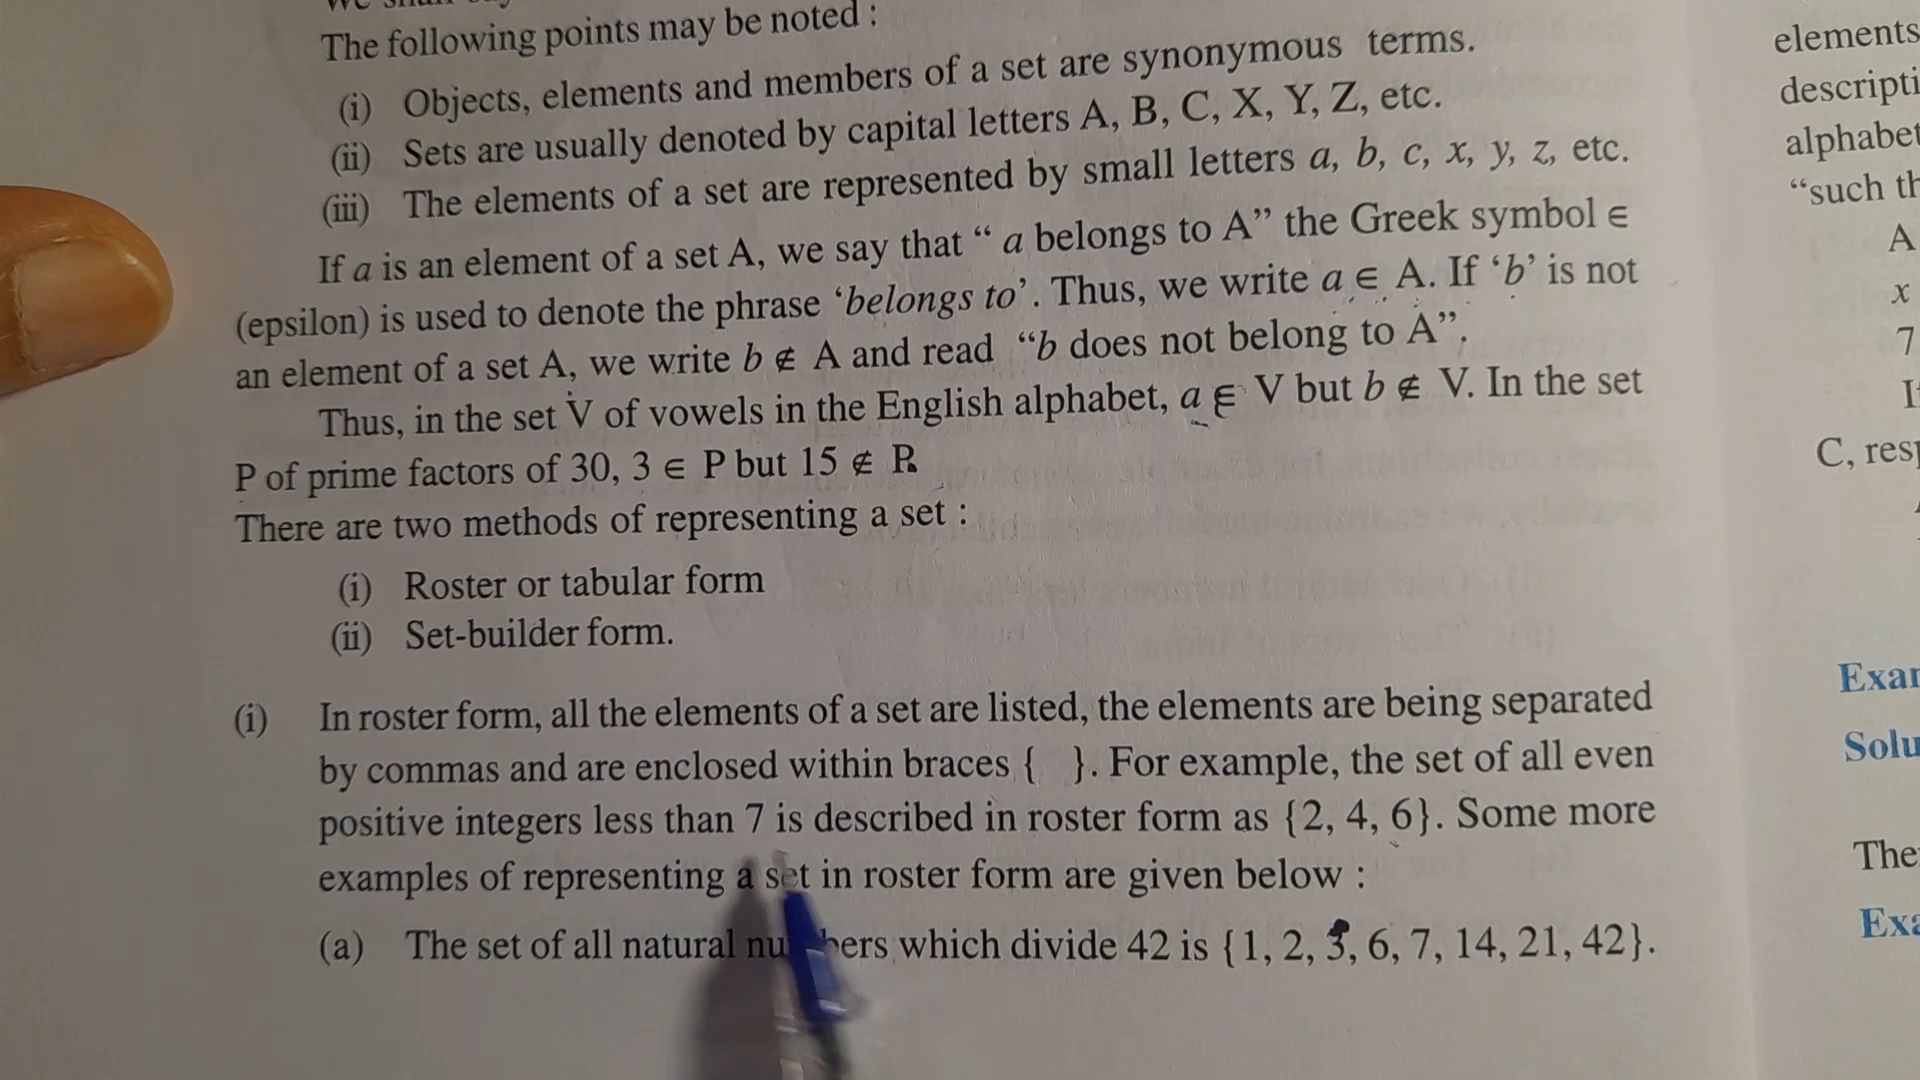 The following points may be noted :
(i) Objects, elements and members of a set are synonymous terms.
(ii) Sets are usually denoted by capital letters A, B, C, X, Y, Z, etc.
(iii) The elements of a set are represented by small letters a, b, c, x, y, z, etc.
If a is an element of a set A, we say that “ a belongs to A” the Greek symbol ∈
(epsilon) is used to denote the phrase ‘belongs to’. Thus, we write a ∈ A. If ‘b’ is not
an element of a set A, we write b ∉ A and read “b does not belong to A”.
Thus, in the set V of vowels in the English alphabet, a ∈ V but b ∉ V. In the set
P of prime factors of 30, 3 ∈ P but 15 ∉ P.
There are two methods of representing a set :
(i) Roster or tabular form
(ii) Set-builder form.
(i) In roster form, all the elements of a set are listed, the elements are being separated
by commas and are enclosed within braces { }. For example, the set of all even
positive integers less than 7 is described in roster form as {2, 4, 6}. Some more
examples of representing a set in roster form are given below :
(a) The set of all natural numbers which divide 42 is {1, 2, 3, 6, 7, 14, 21, 42}.
elements
“such
A
x
7
C,